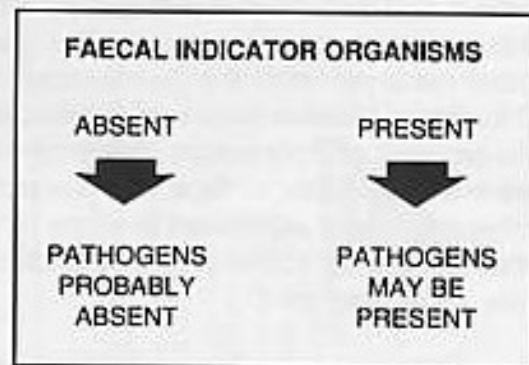 FAECAL INDICATOR ORGANISMS
ABSENT
PRESENT
PATHOGENS
PROBABLY
ABSENT
PATHOGENS
MAY BE
PRESENT